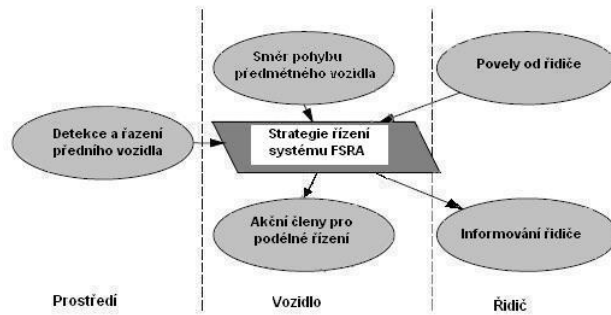 Směr pohybu
předmětného vozidla
Povely od řidiče
Detekce a řazení
předního vozidla
Strategie řízení
systému FSRA
Akční členy pro
podélné řízení
Informování řidiče
Prostředí
Vozidlo
Řidič